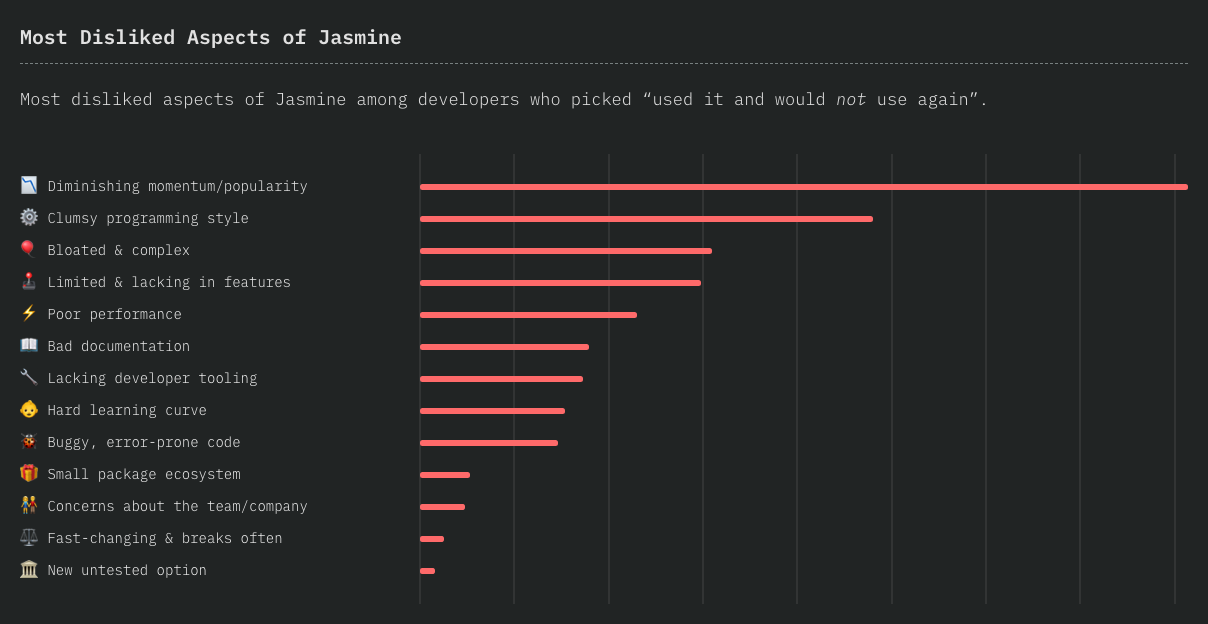 Most Disliked Aspects of Jasmine
Most disliked aspects of Jasmine among developers who picked “used it and would not use again”.
Diminishing momentum/popularity
Clumsy programming style
Bloated & complex
Limited & lacking in features
Poor performance
Bad documentation
Lacking developer tooling
Hard learning curve
Buggy, error-prone code
Small package ecosystem
Concerns about the team/company
Fast-changing & breaks often
New untested option